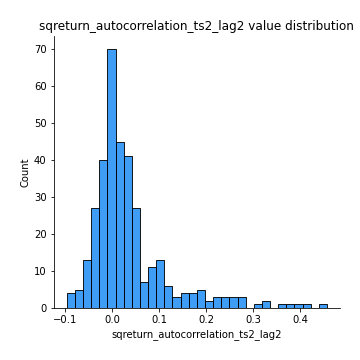 sqreturn_autocorrelation_ts2_lag2 value distribution
70
60
50
40
30
20
10
0
Count
−0.1 0.0 0.1 0.2 0.3 0.4
sqreturn_autocorrelation_ts2_lag2